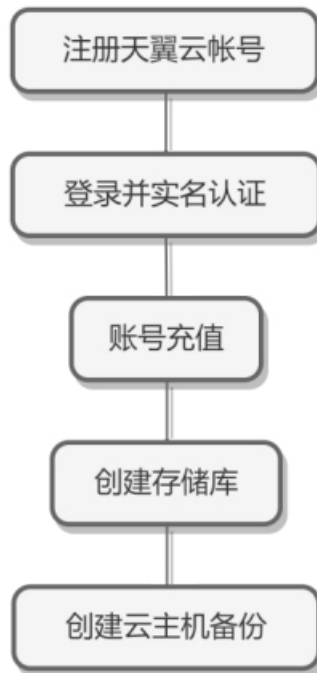 注册天翼云帐号
登录并实名认证
账号充值
创建存储库
创建云主机备份